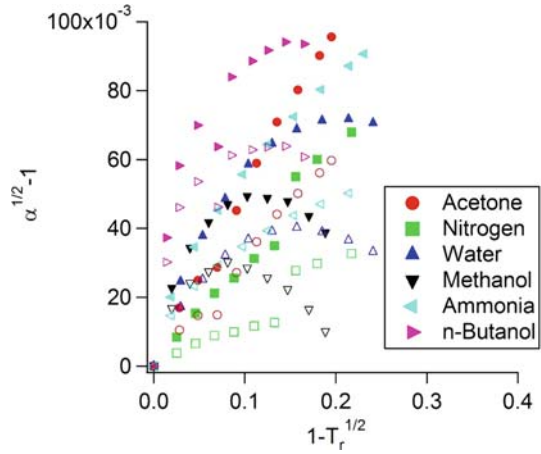 100x10⁻³
80
60
40
20
0
α^1/2-1
0.0 0.1 0.2 0.3 0.4
1-T_r^1/2
Acetone
Nitrogen
Water
Methanol
Ammonia
n-Butanol